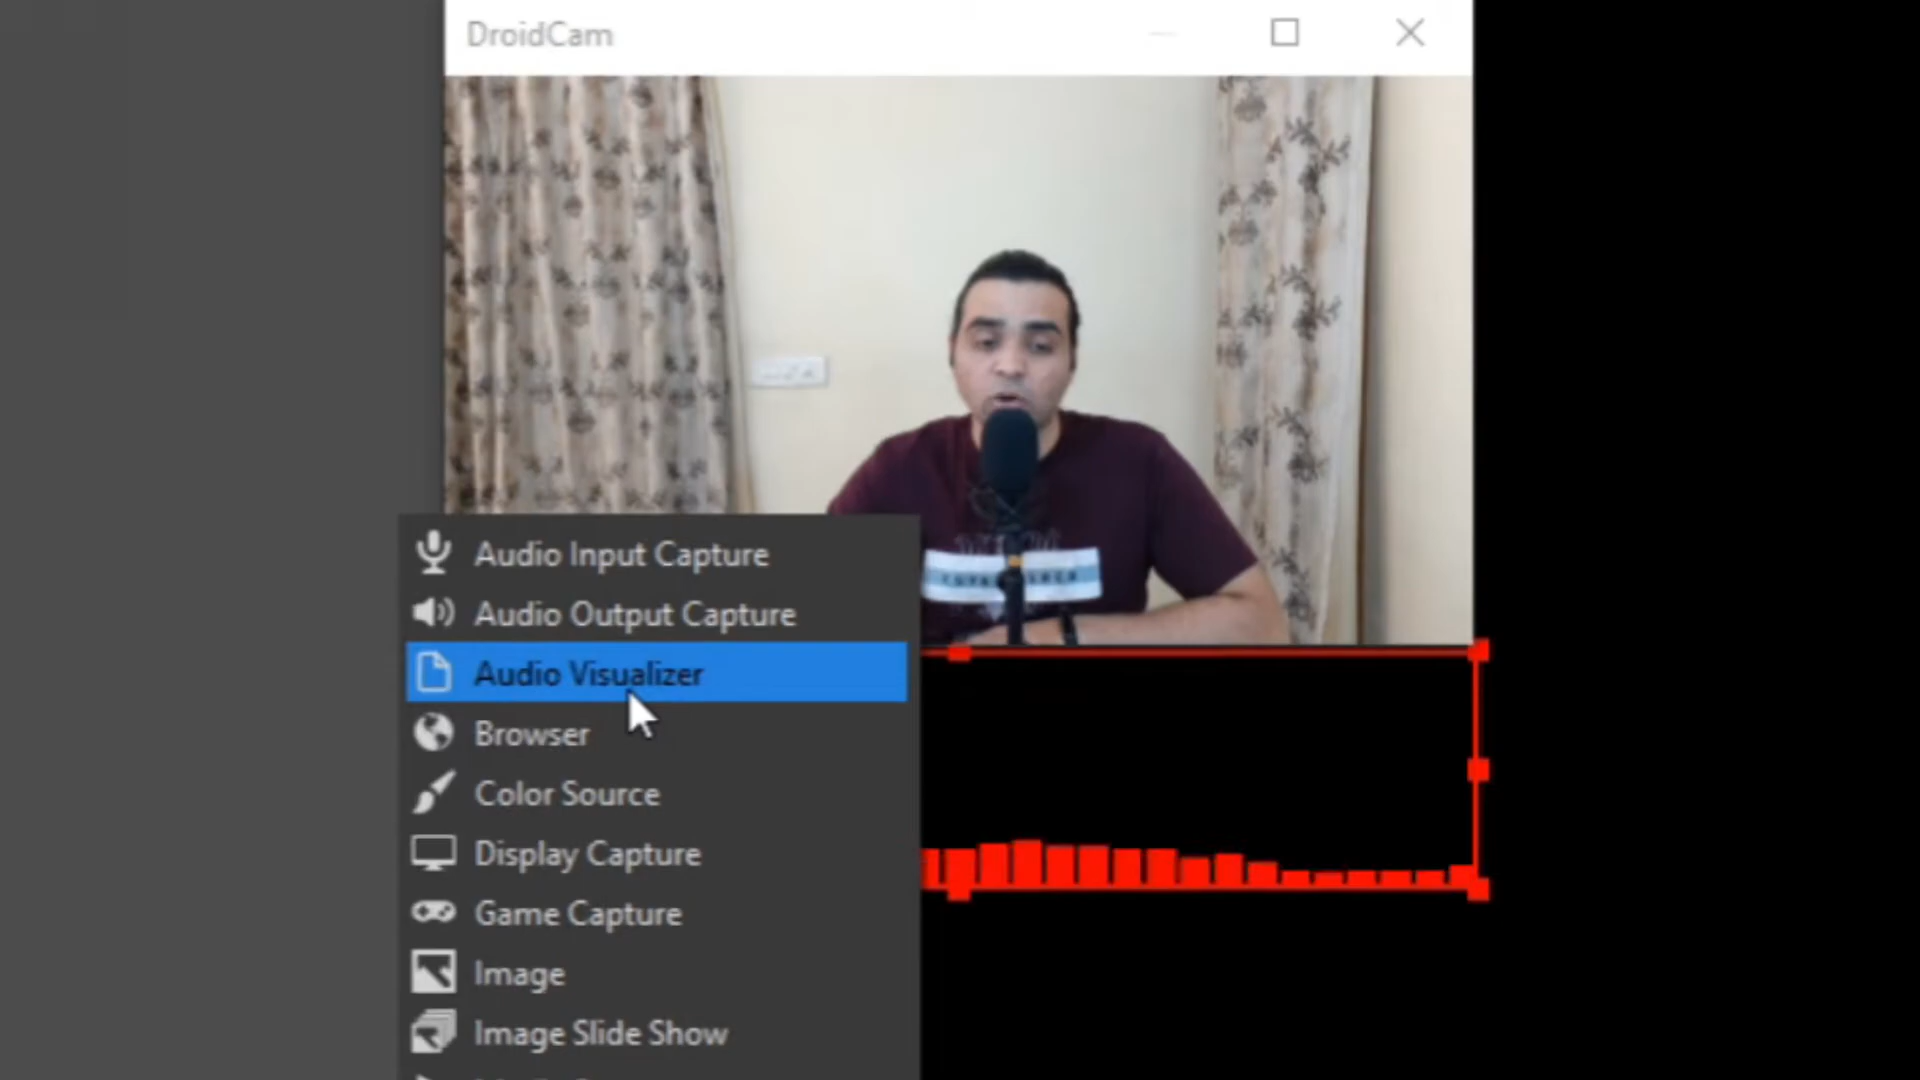 DroidCam
Audio Input Capture
Audio Output Capture
Audio Visualizer
Browser
Color Source
Display Capture
Game Capture
Image
Image Slide Show